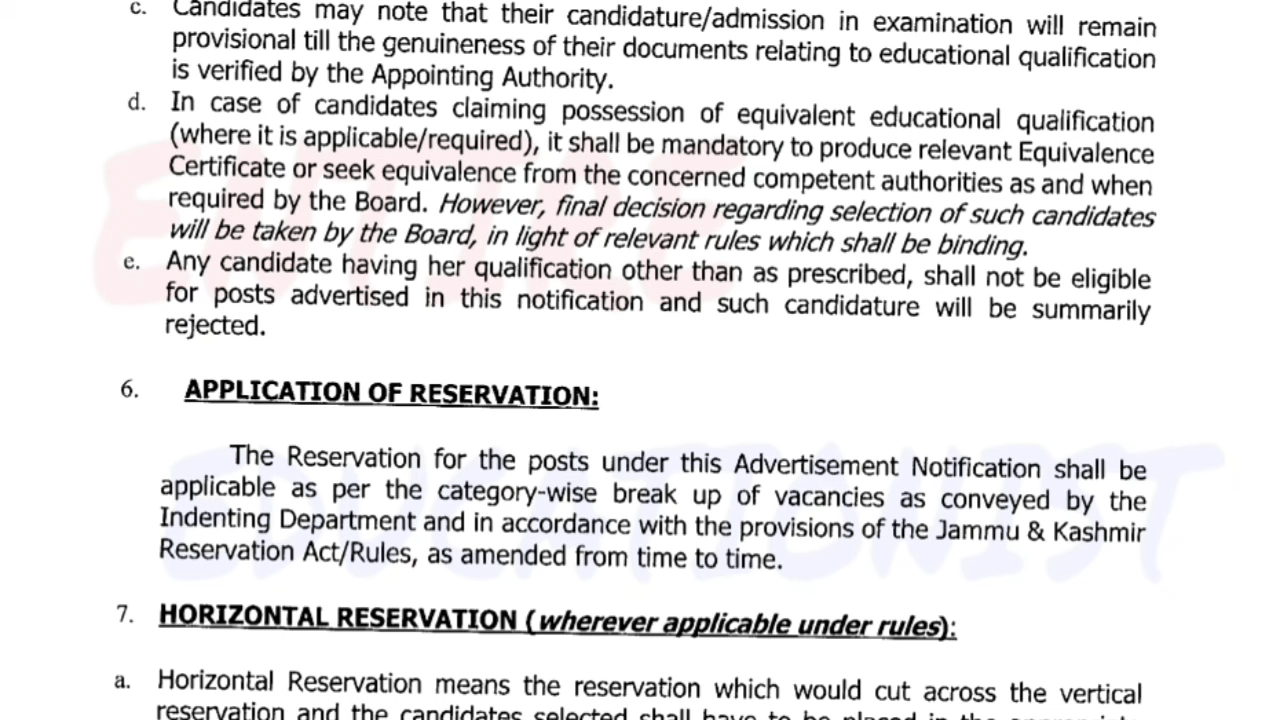 c. Candidates may note that their candidature/admission in examination will remain
provisional till the genuineness of their documents relating to educational qualification
is verified by the Appointing Authority.
d. In case of candidates claiming possession of equivalent educational qualification
(where it is applicable/required), it shall be mandatory to produce relevant Equivalence
Certificate or seek equivalence from the concerned competent authorities as and when
required by the Board. However, final decision regarding selection of such candidates
will be taken by the Board, in light of relevant rules which shall be binding.
e. Any candidate having her qualification other than as prescribed, shall not be eligible
for posts advertised in this notification and such candidature will be summarily
rejected.
6. APPLICATION OF RESERVATION:
The Reservation for the posts under this Advertisement Notification shall be
applicable as per the category-wise break up of vacancies as conveyed by the
Indenting Department and in accordance with the provisions of the Jammu & Kashmir
Reservation Act/Rules, as amended from time to time.
7. HORIZONTAL RESERVATION (wherever applicable under rules):
a. Horizontal Reservation means the reservation which would cut across the vertical
reservation and the candidates selected shall have to be placed in the
EDUCATIONIST